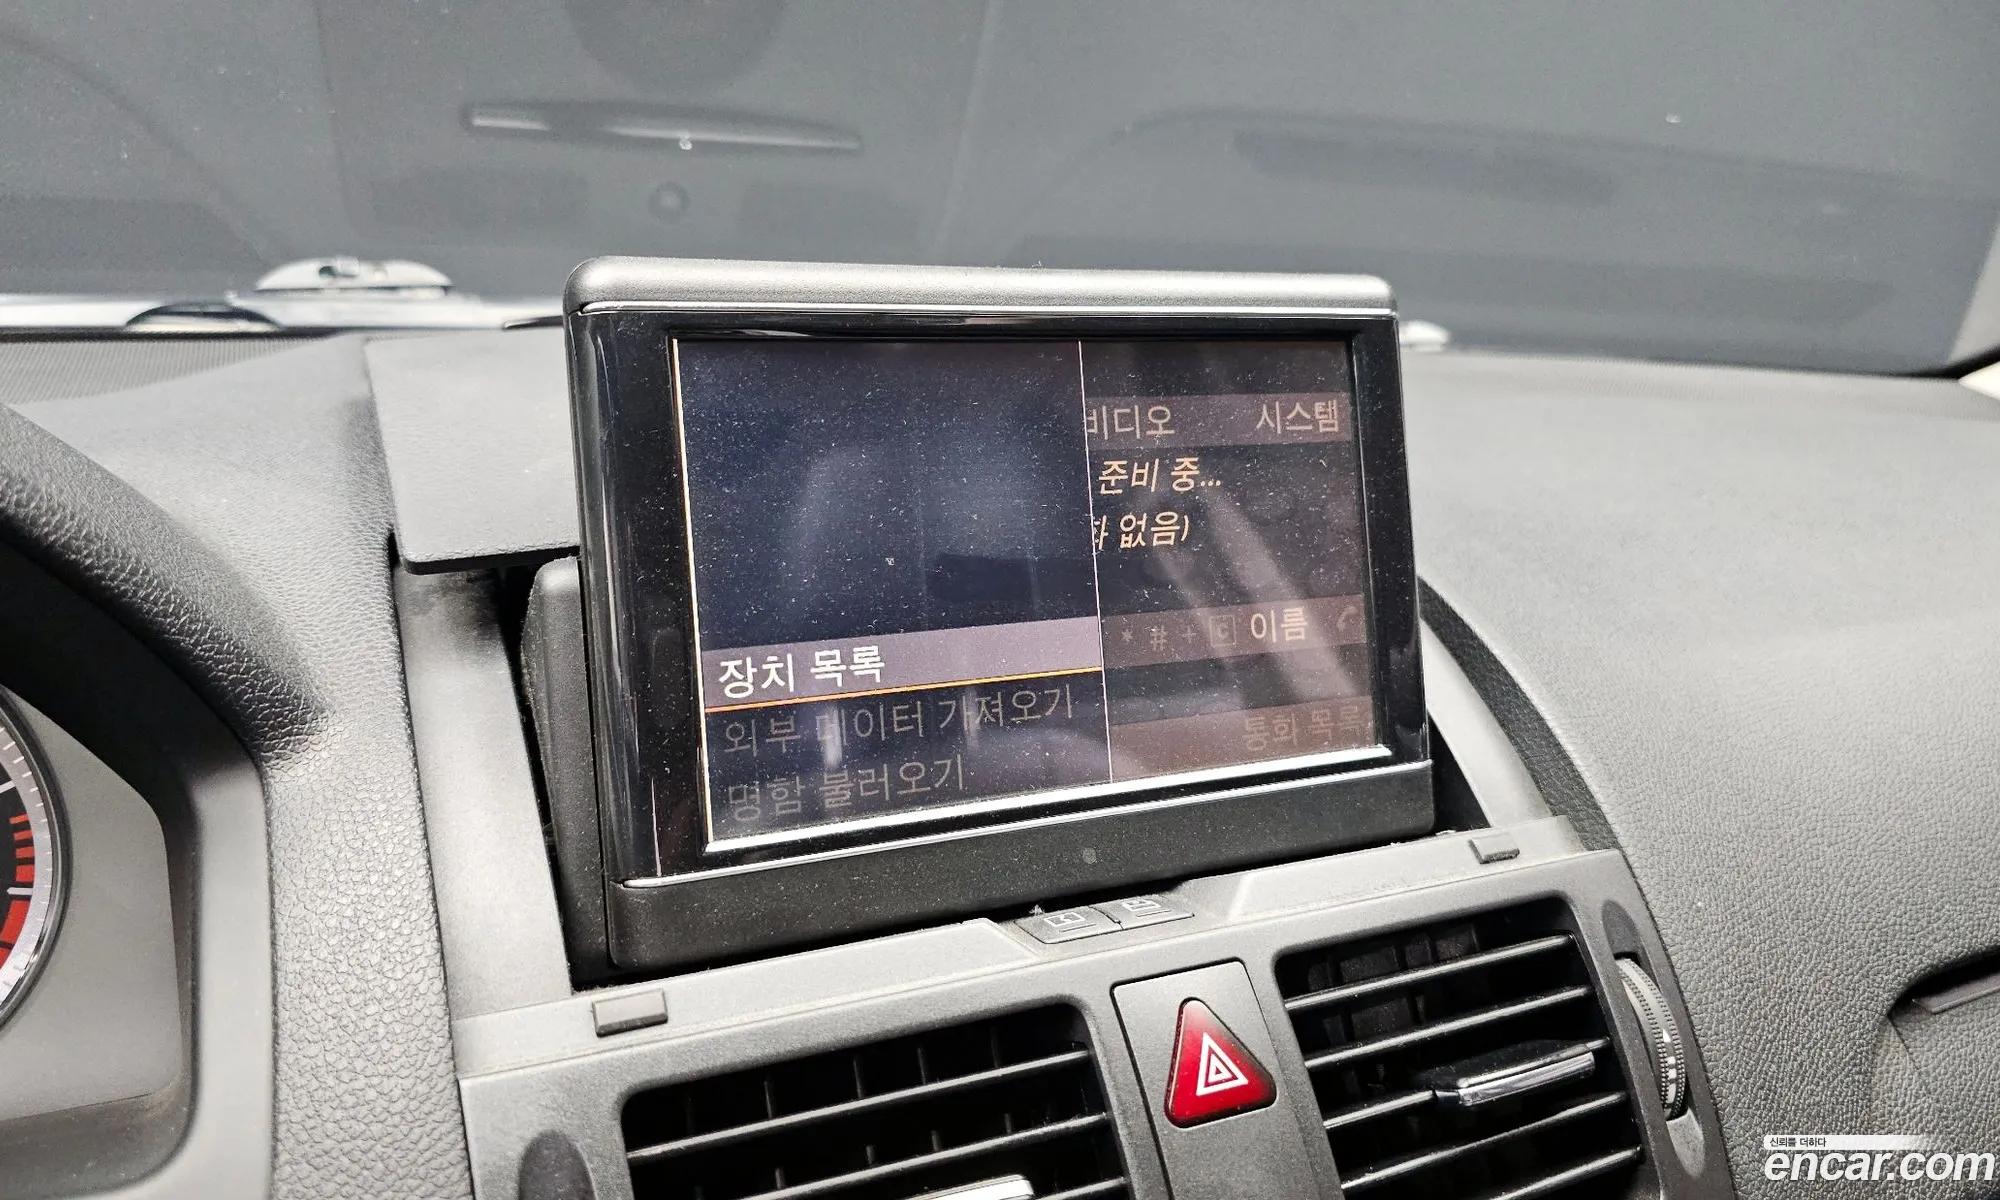 비디오 시스템
준비 중...
차 없음)
* # + C 이름
장치 목록
통화 목록
외부 데이터 가져오기
명함 불러오기
신뢰를 더하다
encar.com